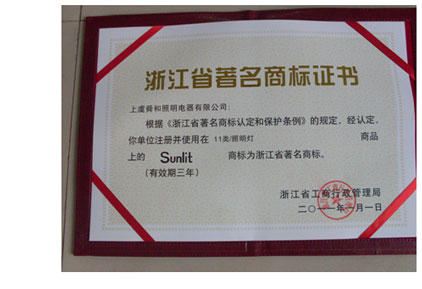 浙江省著名商标证书
上虞舜和照明电器有限公司：
根据《浙江省著名商标认定和保护条例》的规定，经认定，
你单位注册并使用在 11类/照明灯 商品
上的 Sunlit 商标为浙江省著名商标。
（有效期三年）
浙江省工商行政管理局
二〇一一年一月一日